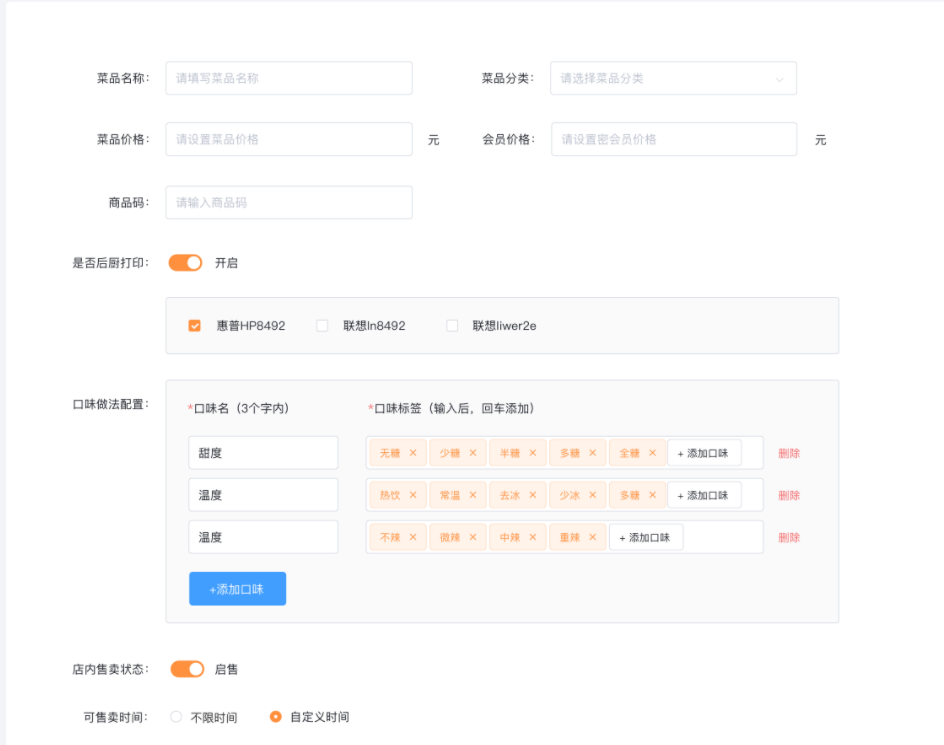 菜品名称: 请填写菜品名称 菜品分类: 请选择菜品分类
菜品价格: 请设置菜品价格 元 会员价格: 请设置密会员价格 元
商品码: 请输入商品码
是否后厨打印: 开启
惠普HP8492 联想ln8492 联想liwer2e
口味做法配置: *口味名（3个字内） *口味标签（输入后，回车添加）
甜度 无糖 × 少糖 × 半糖 × 多糖 × 全糖 × + 添加口味 删除
温度 热饮 × 常温 × 去冰 × 少冰 × 多糖 × + 添加口味 删除
温度 不辣 × 微辣 × 中辣 × 重辣 × + 添加口味 删除
+添加口味
店内售卖状态: 启售
可售卖时间: 不限时间 自定义时间